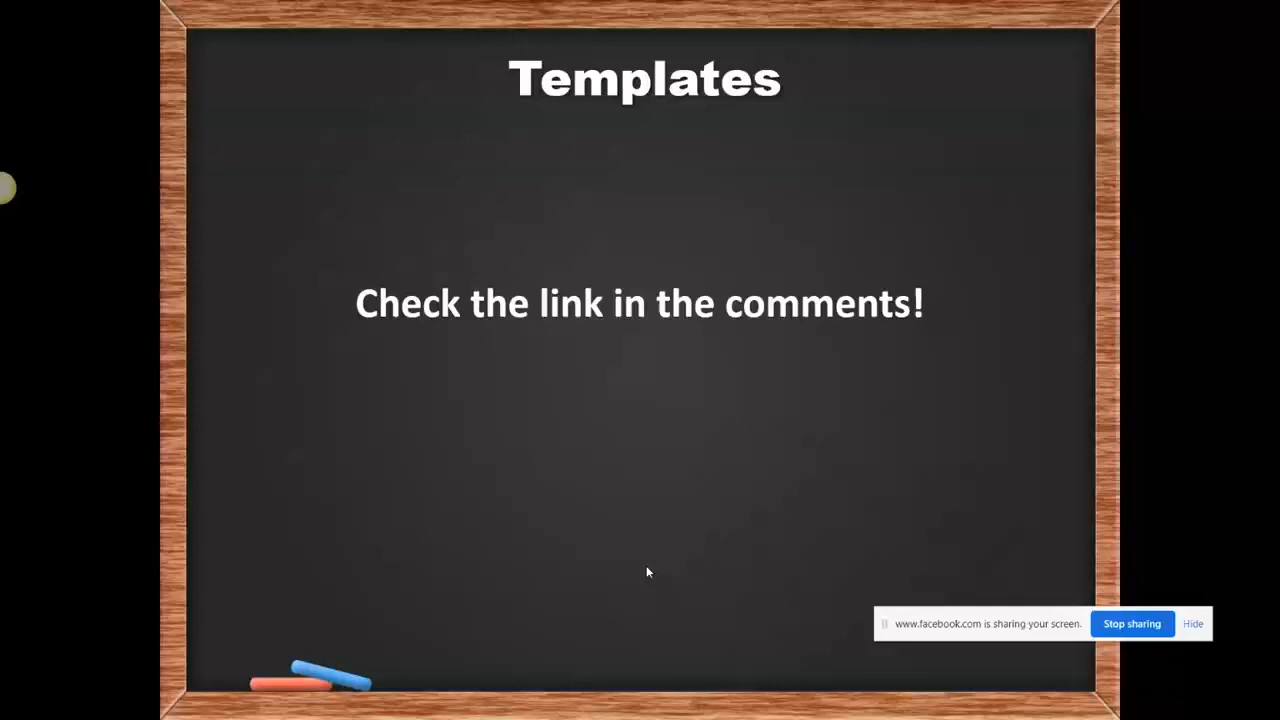 Templates
Check the link in the comments!
www.facebook.com is sharing your screen. Stop sharing Hide